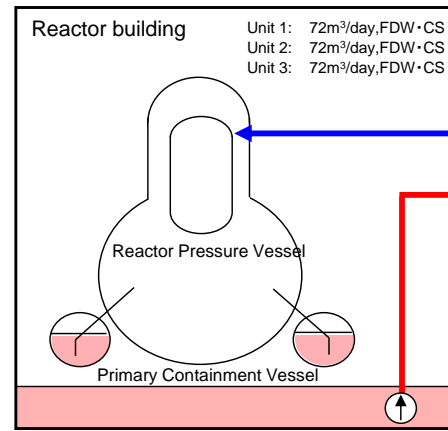 Reactor building
Unit 1: 72m³/day,FDW・CS
Unit 2: 72m³/day,FDW・CS
Unit 3: 72m³/day,FDW・CS
Reactor Pressure Vessel
Primary Containment Vessel